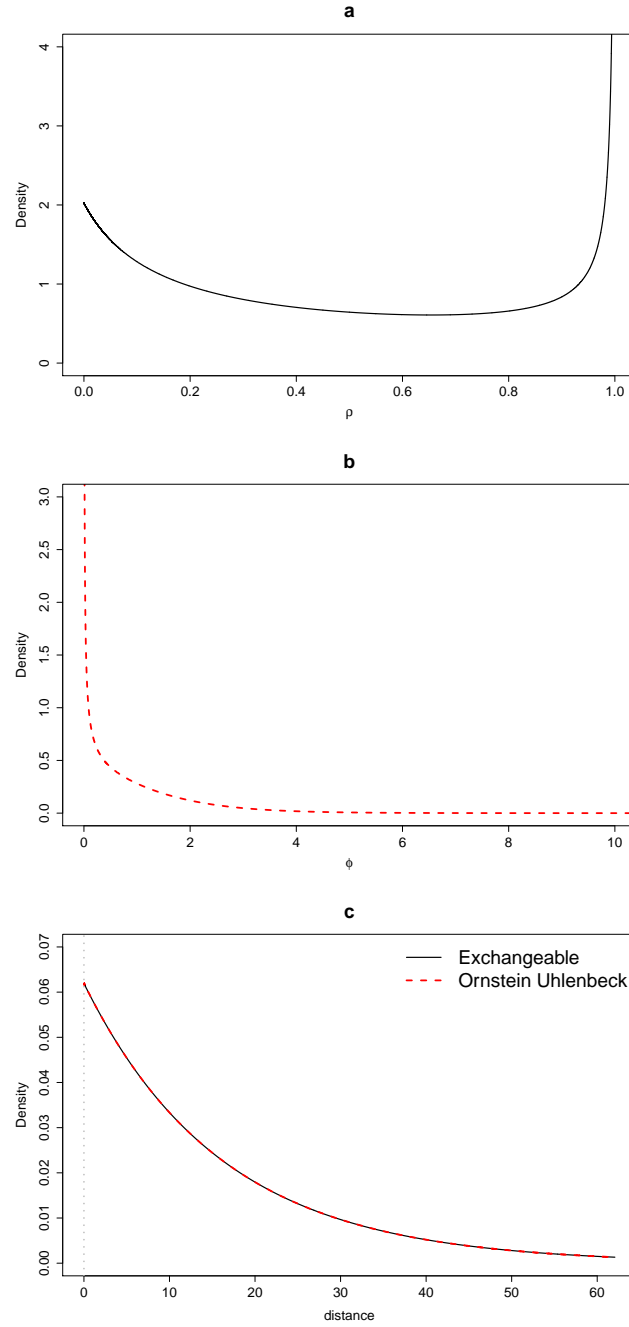 a
4
3
2
1
0
Density
0.0 0.2 0.4 0.6 0.8 1.0
ρ
b
3.0
2.5
2.0
1.5
1.0
0.5
0.0
Density
0 2 4 6 8 10
ϕ
c
0.07
0.06
0.05
0.04
0.03
0.02
0.01
0.00
Density
Exchangeable
Ornstein Uhlenbeck
0 10 20 30 40 50 60
distance